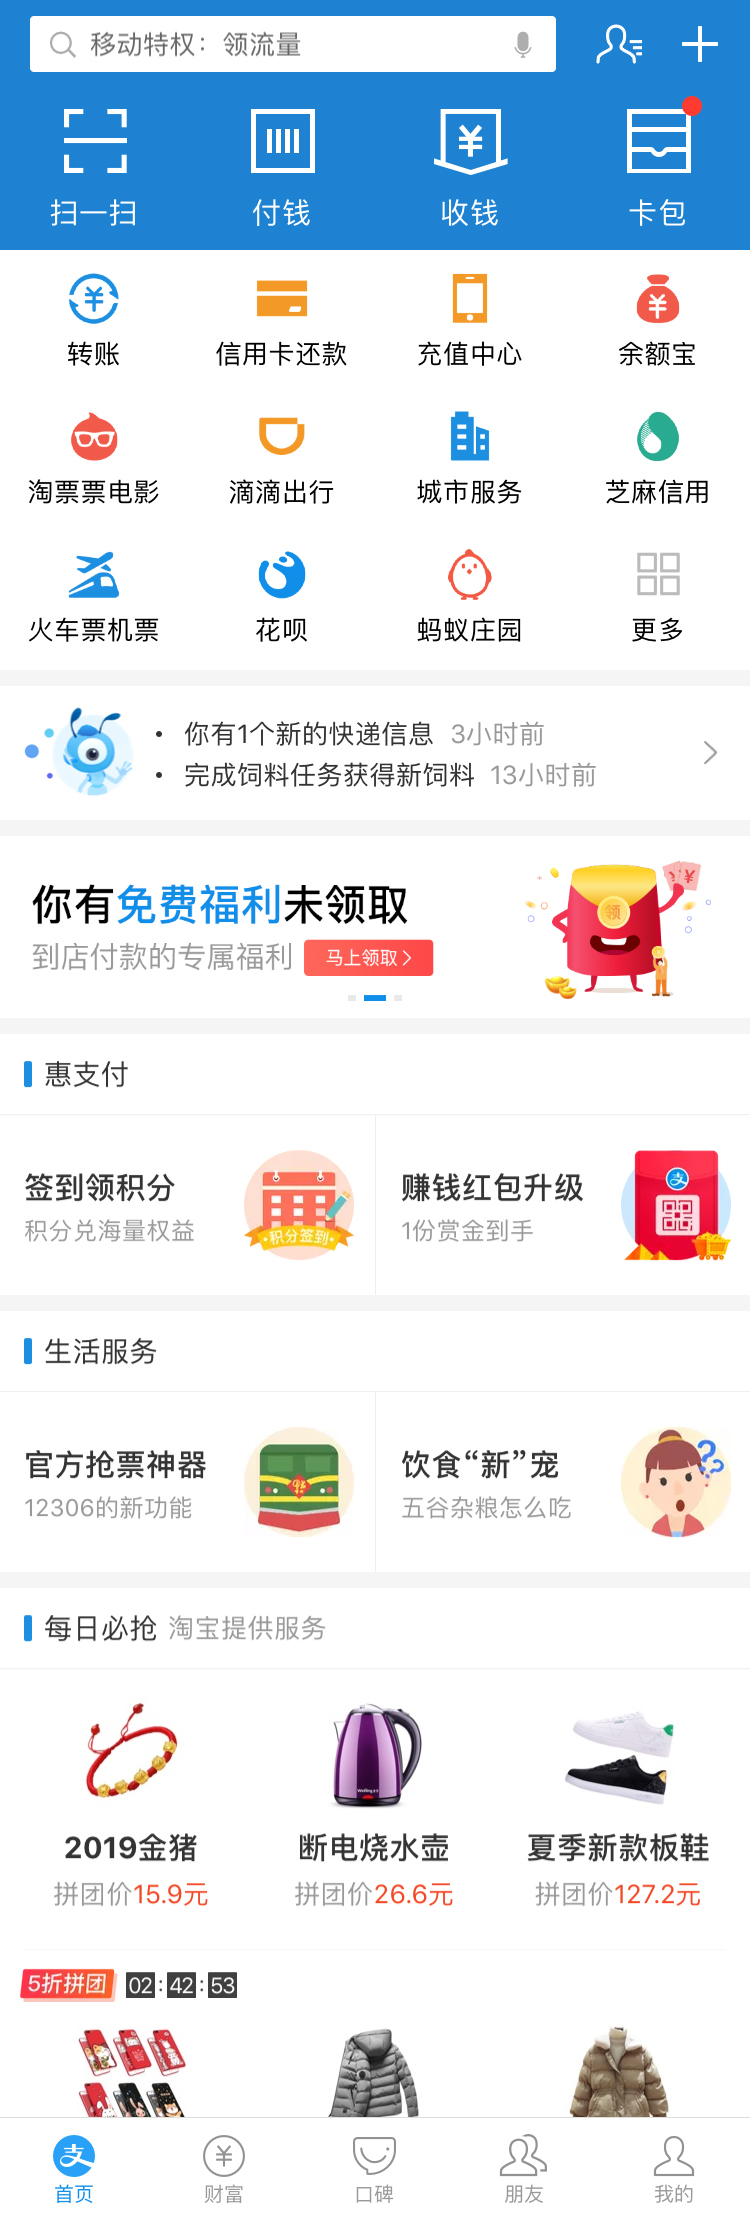 移动特权：领流量
扫一扫 付钱 收钱 卡包
转账 信用卡还款 充值中心 余额宝
淘票票电影 滴滴出行 城市服务 芝麻信用
火车票机票 花呗 蚂蚁庄园 更多
· 你有1个新的快递信息 3小时前
· 完成饲料任务获得新饲料 13小时前
你有免费福利未领取
到店付款的专属福利 马上领取
领
惠支付
签到领积分
积分兑海量权益
积分签到
赚钱红包升级
1份赏金到手
支
生活服务
官方抢票神器
12306的新功能
饮食“新”宠
五谷杂粮怎么吃
每日必抢 淘宝提供服务
2019金猪 断电烧水壶 夏季新款板鞋
拼团价15.9元 拼团价26.6元 拼团价127.2元
5折拼团 02:42:53
首页 财富 口碑 朋友 我的